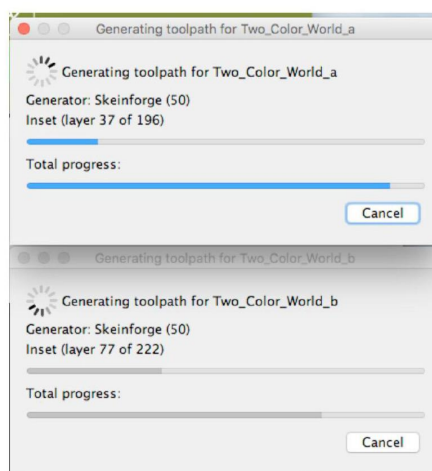 Generating toolpath for Two_Color_World_a
Generating toolpath for Two_Color_World_a
Generator: Skeinforge (50)
Inset (layer 37 of 196)
Total progress:
Cancel
Generating toolpath for Two_Color_World_b
Generating toolpath for Two_Color_World_b
Generator: Skeinforge (50)
Inset (layer 77 of 222)
Total progress:
Cancel